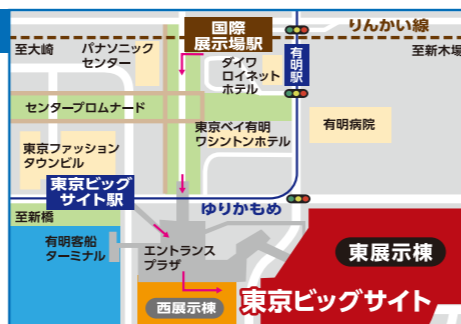 国際
展示場駅
りんかい線
至大崎
パナソニック
センター
ダイワ
ロイネット
ホテル
有明駅
至新木場
センタープロムナード
東京ベイ有明
ワシントンホテル
有明病院
東京ファッション
タウンビル
東京ビッグ
サイト駅
至新橋
ゆりかもめ
有明客船
ターミナル
エントランス
プラザ
東展示棟
西展示棟
東京ビッグサイト